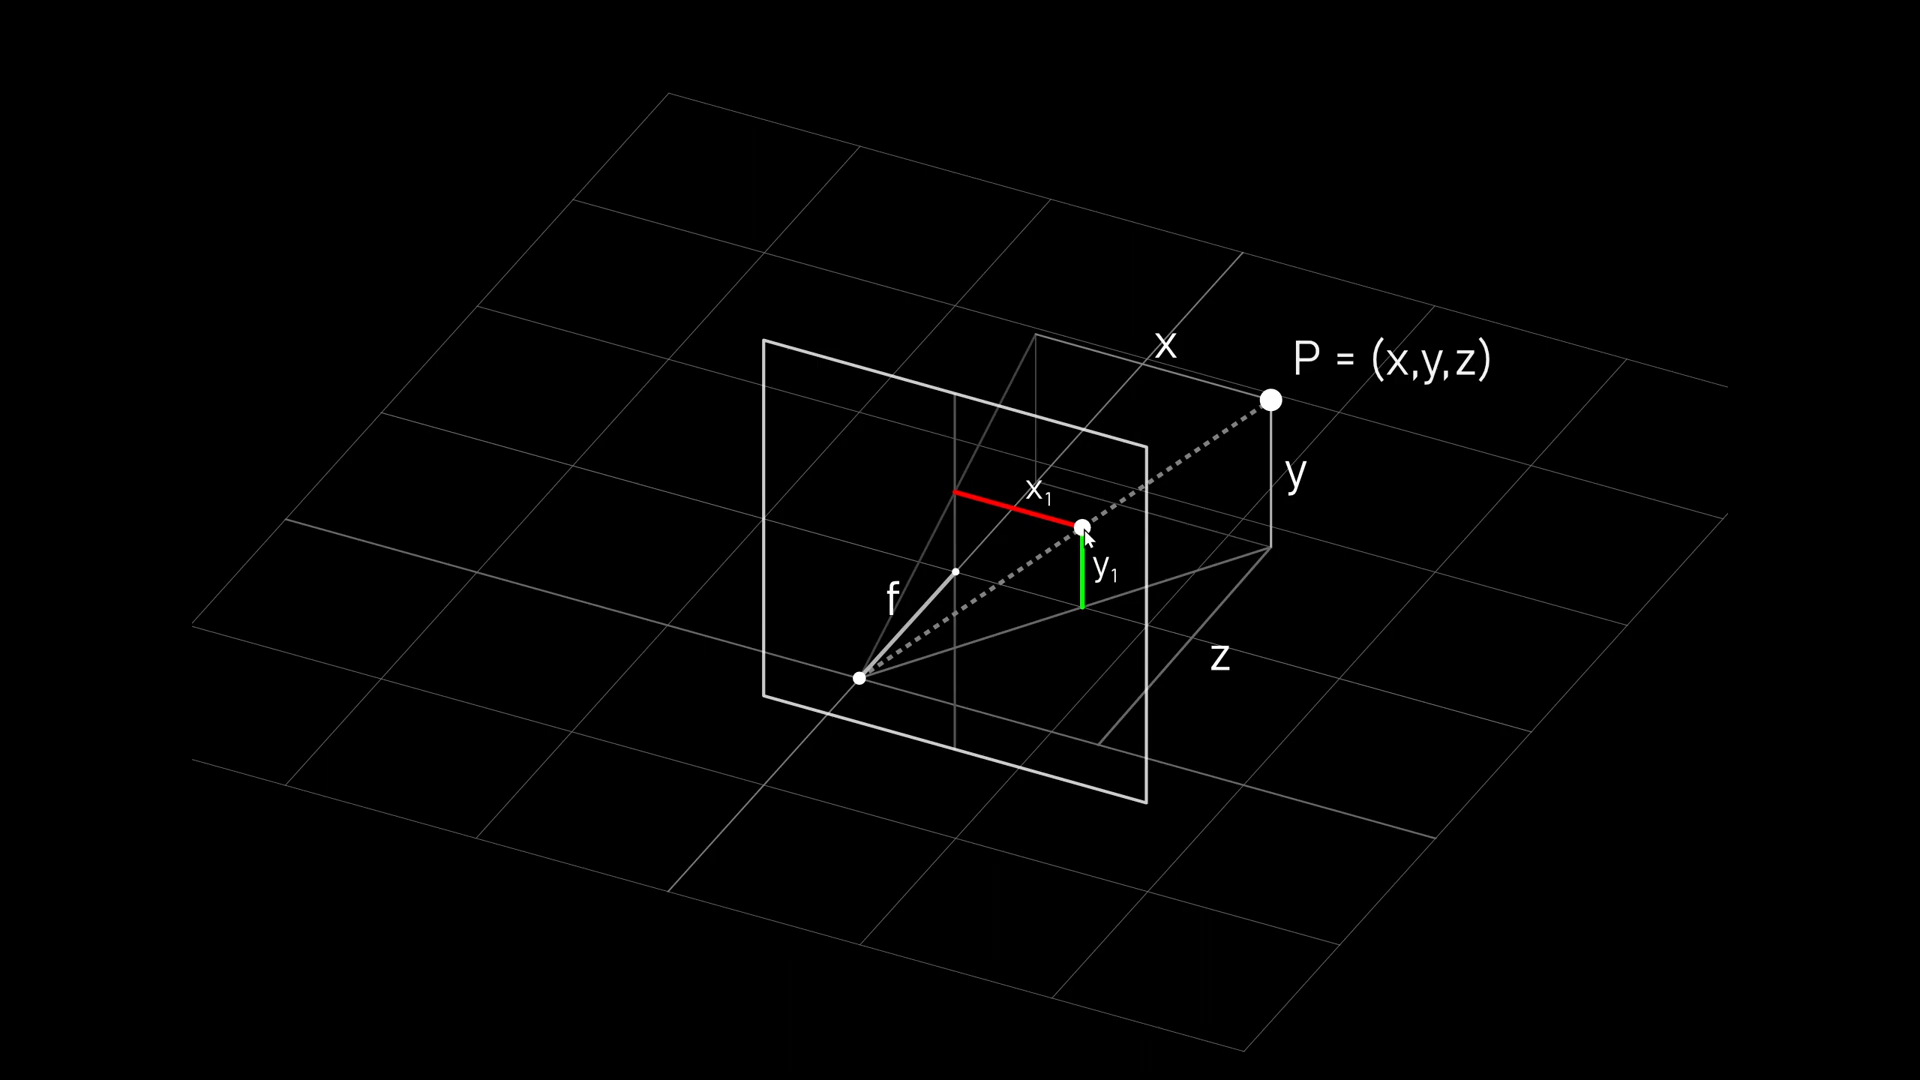 x
P = (x,y,z)
x₁
y
y₁
f
z